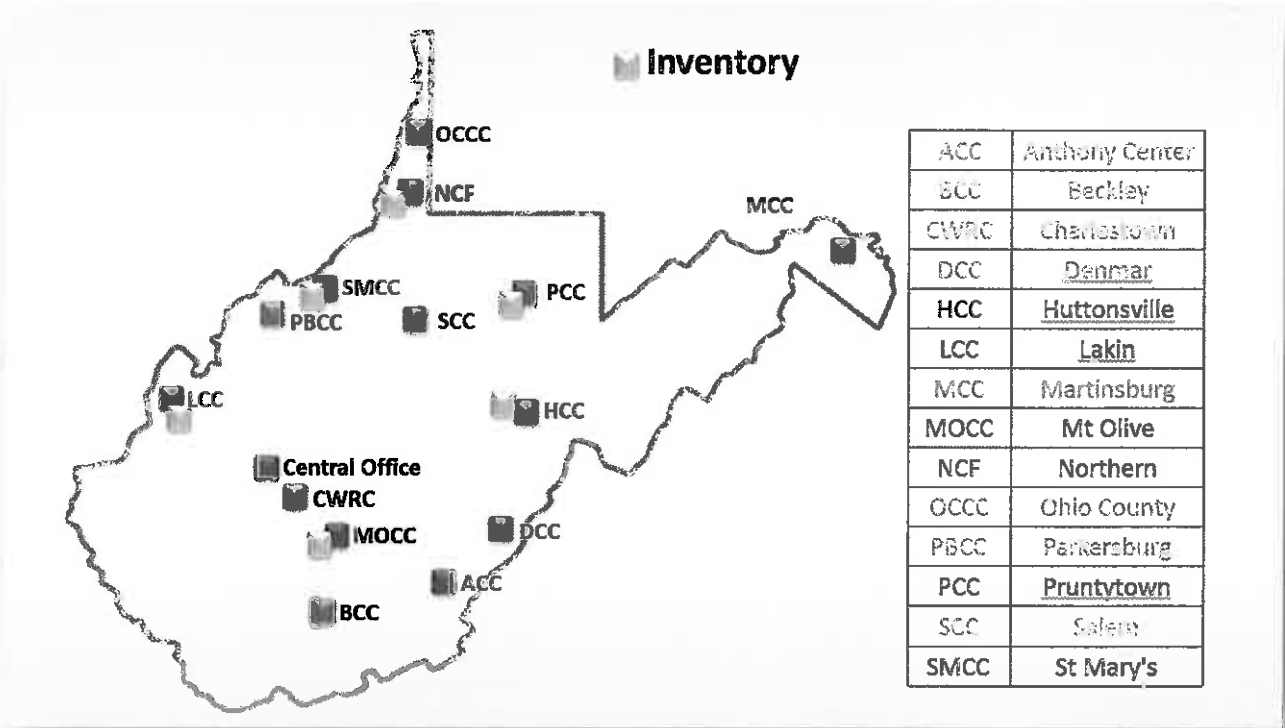 Inventory
OCCC
NCF
MCC
SMCC
PBCC
SCC
PCC
LCC
HCC
Central Office
CWRC
MOCC
DCC
ACC
BCC
ACC Anthony Center
BCC Beckley
CWRC Charlestown
DCC Denmar
HCC Huttonsville
LCC Lakin
MCC Martinsburg
MOCC Mt Olive
NCF Northern
OCCC Ohio County
PBCC Parkersburg
PCC Pruntytown
SCC Salem
SMCC St Mary's